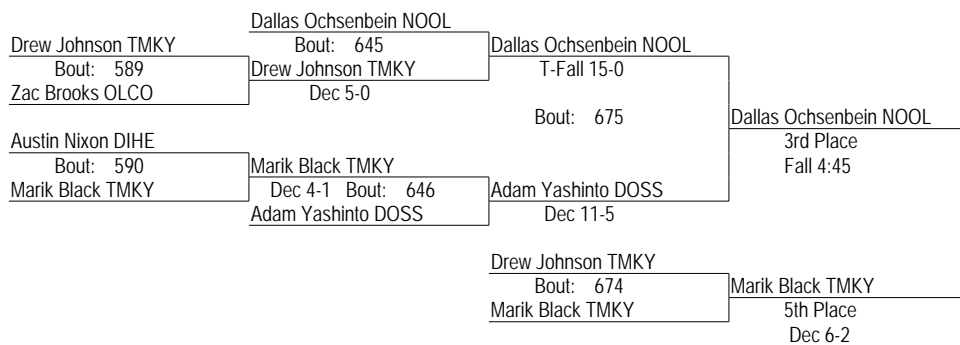 Dallas Ochsenbein NOOL
Drew Johnson TMKY
Bout: 645
Dallas Ochsenbein NOOL
Bout: 589
Drew Johnson TMKY
T-Fall 15-0
Zac Brooks OLCO
Dec 5-0
Bout: 675
Dallas Ochsenbein NOOL
Austin Nixon DIHE
3rd Place
Bout: 590
Marik Black TMKY
Fall 4:45
Marik Black TMKY
Dec 4-1 Bout: 646
Adam Yashinto DOSS
Adam Yashinto DOSS
Dec 11-5
Drew Johnson TMKY
Bout: 674
Marik Black TMKY
Marik Black TMKY
5th Place
Dec 6-2